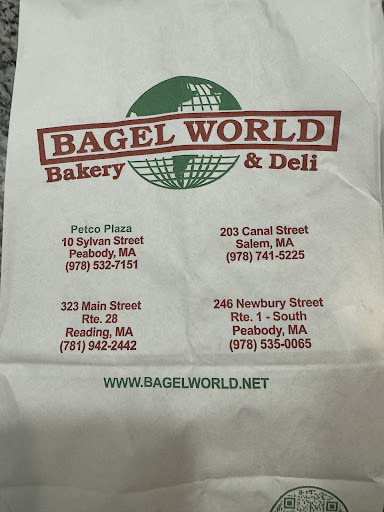 BAGEL WORLD
Bakery & Deli
Petco Plaza
10 Sylvan Street
Peabody, MA
(978) 532-7151
203 Canal Street
Salem, MA
(978) 741-5225
323 Main Street
Rte. 28
Reading, MA
(781) 942-2442
246 Newbury Street
Rte. 1 - South
Peabody, MA
(978) 535-0065
WWW.BAGELWORLD.NET